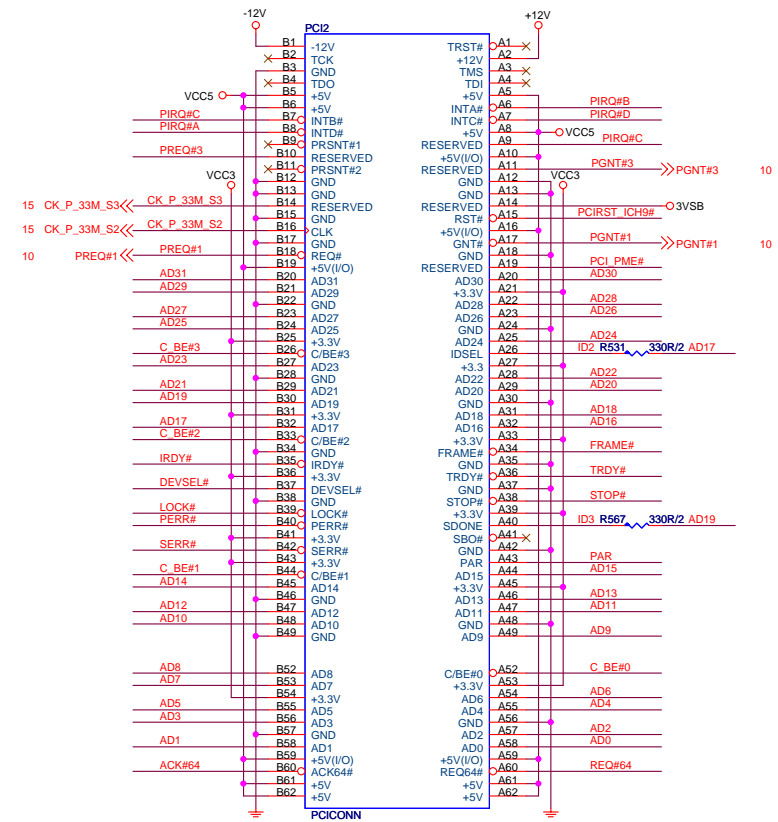 -12V +12V
PCI2
B1 -12V TRST# A1
B2 TCK +12V A2
B3 GND TMS A3
B4 TDO TDI A4
VCC5 B5 +5V +5V A5
B6 +5V INTA# A6 PIRQ#B
PIRQ#C B7 INTB# INTC# A7 PIRQ#D
PIRQ#A B8 INTD# +5V A8 VCC5
B9 PRSNT#1 RESERVED A9 PIRQ#C
PREQ#3 B10 RESERVED +5V(I/O) A10
B11 PRSNT#2 RESERVED A11 PGNT#3 PGNT#3 10
VCC3 B12 GND GND A12 VCC3
B13 GND GND A13
15 CK_P_33M_S3 CK_P_33M_S3 B14 RESERVED RESERVED A14 3VSB
B15 GND RST# A15 PCIRST_ICH9#
15 CK_P_33M_S2 CK_P_33M_S2 B16 CLK +5V(I/O) A16
B17 GND GNT# A17 PGNT#1 PGNT#1 10
10 PREQ#1 PREQ#1 B18 REQ# GND A18
B19 +5V(I/O) RESERVED A19 PCI_PME#
AD31 B20 AD31 AD30 A20 AD30
AD29 B21 AD29 +3.3V A21
B22 GND AD28 A22 AD28
AD27 B23 AD27 AD26 A23 AD26
AD25 B24 AD25 GND A24
B25 +3.3V AD24 A25 AD24
C_BE#3 B26 C/BE#3 IDSEL A26 ID2 R531 330R/2 AD17
AD23 B27 AD23 +3.3 A27
B28 GND AD22 A28 AD22
AD21 B29 AD21 AD20 A29 AD20
AD19 B30 AD19 GND A30
B31 +3.3V AD18 A31 AD18
AD17 B32 AD17 AD16 A32 AD16
C_BE#2 B33 C/BE#2 +3.3V A33
B34 GND FRAME# A34 FRAME#
IRDY# B35 IRDY# GND A35
B36 +3.3V TRDY# A36 TRDY#
DEVSEL# B37 DEVSEL# GND A37
B38 GND STOP# A38 STOP#
LOCK# B39 LOCK# +3.3V A39
PERR# B40 PERR# SDONE A40 ID3 R567 330R/2 AD19
B41 +3.3V SBO# A41
SERR# B42 SERR# GND A42
B43 +3.3V PAR A43 PAR
C_BE#1 B44 C/BE#1 AD15 A44 AD15
AD14 B45 AD14 +3.3V A45
B46 GND AD13 A46 AD13
AD12 B47 AD12 AD11 A47 AD11
AD10 B48 AD10 GND A48
B49 GND AD9 A49 AD9
AD8 B52 AD8 C/BE#0 A52 C_BE#0
AD7 B53 AD7 +3.3V A53
B54 +3.3V AD6 A54 AD6
AD5 B55 AD5 AD4 A55 AD4
AD3 B56 AD3 GND A56
B57 GND AD2 A57 AD2
AD1 B58 AD1 AD0 A58 AD0
B59 +5V(I/O) +5V(I/O) A59
ACK#64 B60 ACK64# REQ64# A60 REQ#64
B61 +5V +5V A61
B62 +5V +5V A62
PCICONN